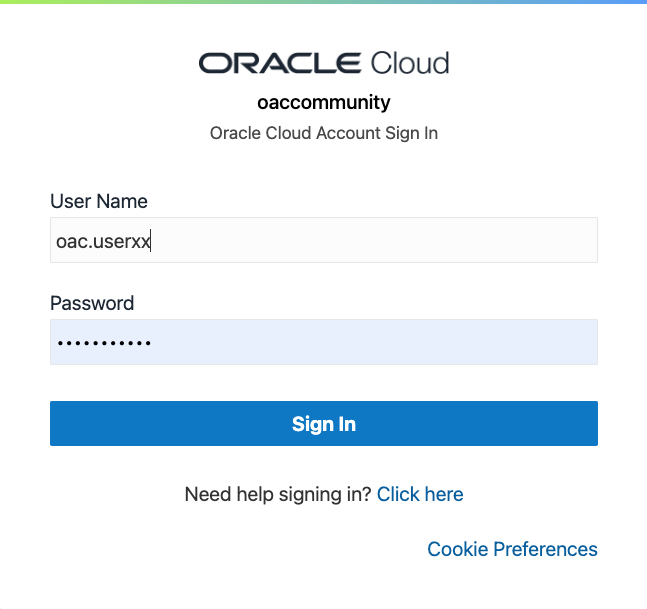 ORACLE Cloud
oaccommunity
Oracle Cloud Account Sign In
User Name
oac.userxx
Password
•••••••••••
Sign In
Need help signing in? Click here
Cookie Preferences